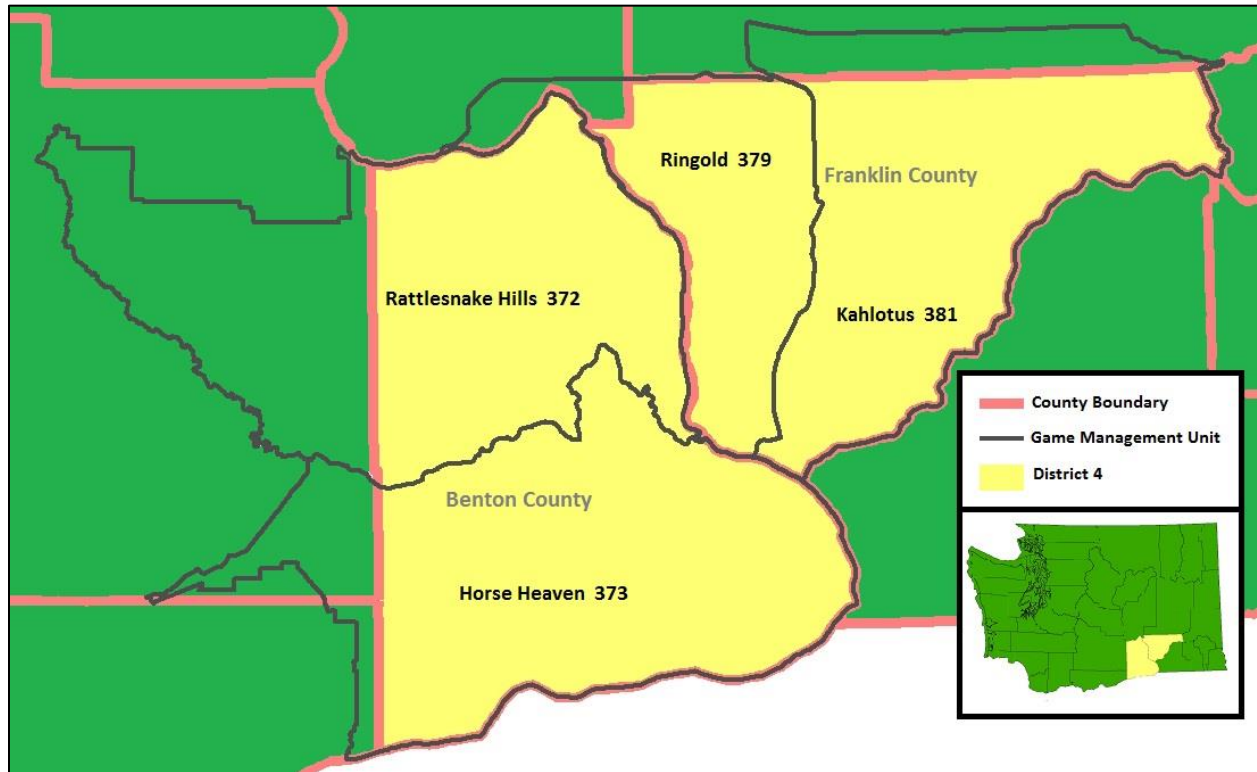 Ringold 379
Franklin County
Rattlesnake Hills 372
Kahlotus 381
Benton County
Horse Heaven 373
County Boundary
Game Management Unit
District 4